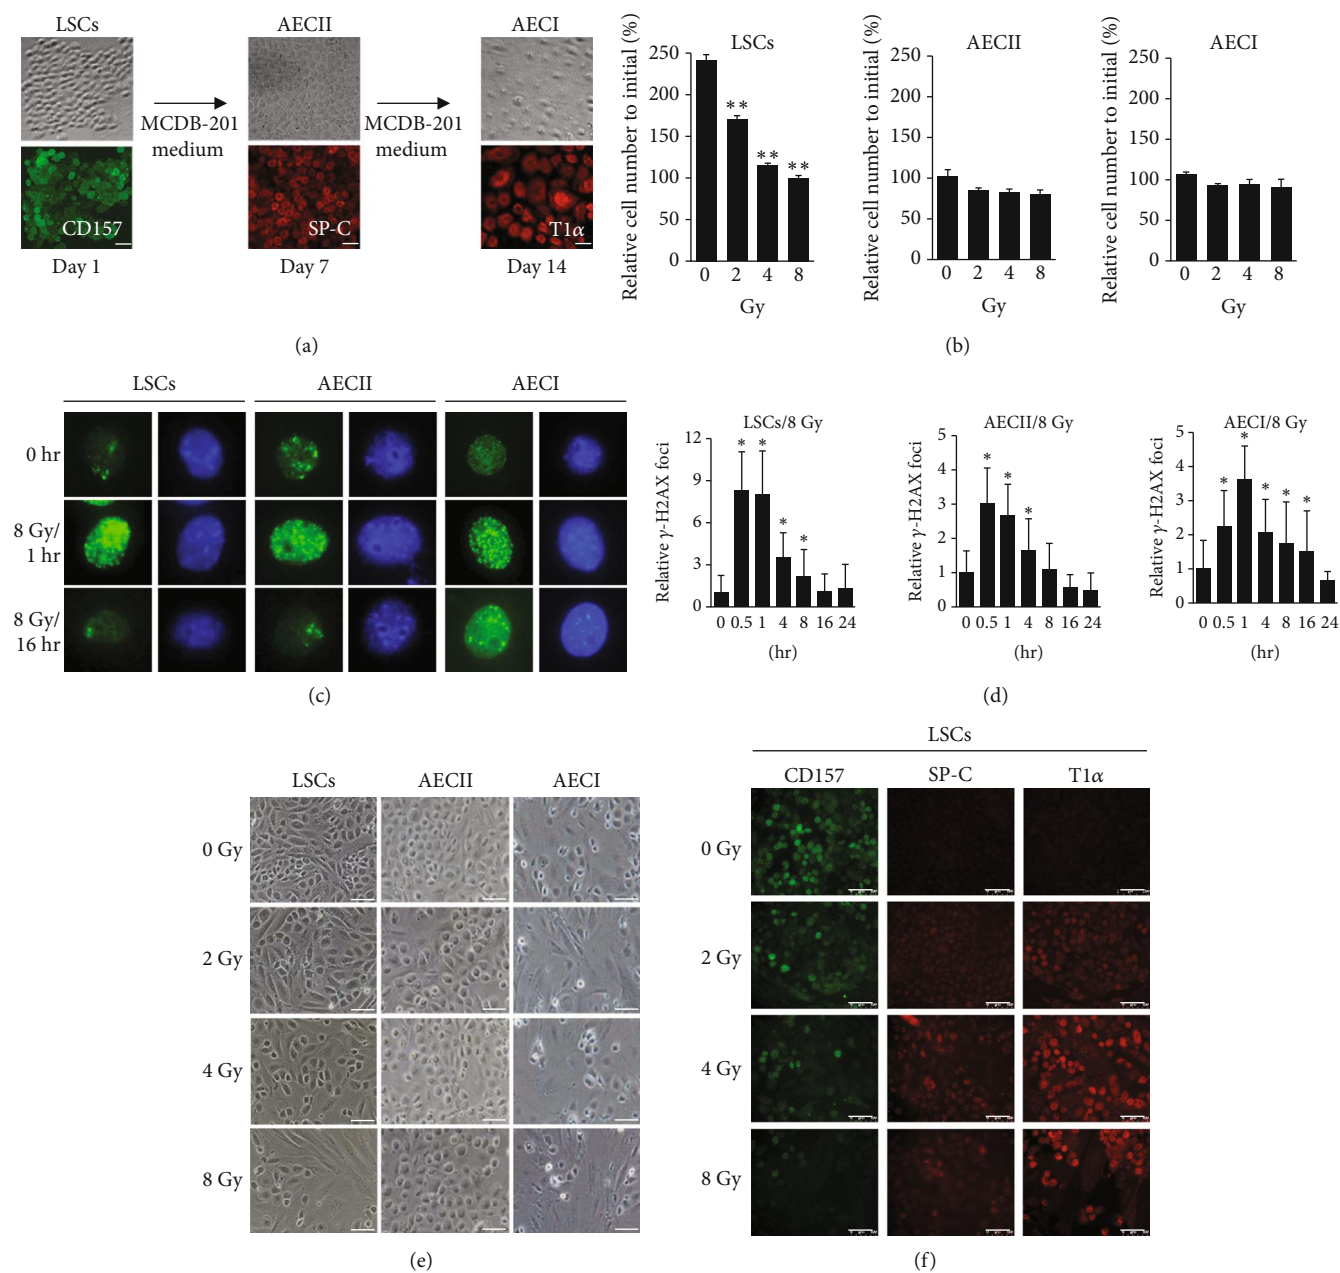 LSCs
AECII
AECI
MCDB-201
medium
MCDB-201
medium
CD157
SP-C
T1α
Day 1
Day 7
Day 14
(a)
Relative cell number to initial (%)
LSCs
250
200
150
100
50
0
**
**
**
0 2 4 8
Gy
Relative cell number to initial (%)
AECII
250
200
150
100
50
0
0 2 4 8
Gy
Relative cell number to initial (%)
AECI
250
200
150
100
50
0
0 2 4 8
Gy
(b)
LSCs
AECII
AECI
0 hr
8 Gy/
1 hr
8 Gy/
16 hr
(c)
Relative γ-H2AX foci
LSCs/8 Gy
12
9
6
3
0
* *
*
*
0 0.5 1 4 8 16 24
(hr)
Relative γ-H2AX foci
AECII/8 Gy
5
4
3
2
1
0
*
*
*
0 0.5 1 4 8 16 24
(hr)
Relative γ-H2AX foci
AECI/8 Gy
5
4
3
2
1
0
*
*
*
*
*
0 0.5 1 4 8 16 24
(hr)
(d)
LSCs
AECII
AECI
0 Gy
2 Gy
4 Gy
8 Gy
(e)
LSCs
CD157
SP-C
T1α
0 Gy
2 Gy
4 Gy
8 Gy
(f)